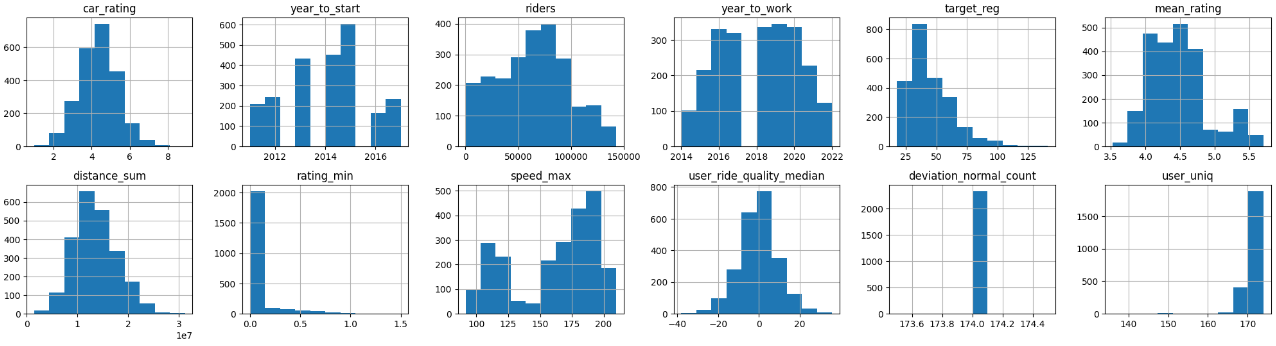 car_rating year_to_start riders year_to_work target_reg mean_rating
600 400 200 0
2 4 6 8
600 500 400 300 200 100 0
2012 2014 2016
400 300 200 100 0
0 50000 100000 150000
300 200 100 0
2014 2016 2018 2020 2022
800 600 400 200 0
25 50 75 100 125
500 400 300 200 100 0
3.5 4.0 4.5 5.0 5.5
distance_sum rating_min speed_max user_ride_quality_median deviation_normal_count user_uniq
600 500 400 300 200 100 0
0 1 2 3
1e7
2000 1500 1000 500 0
0.0 0.5 1.0 1.5
500 400 300 200 100 0
100 125 150 175 200
800 600 400 200 0
−40 −20 0 20
2000 1500 1000 500 0
173.6 173.8 174.0 174.2 174.4
1500 1000 500 0
140 150 160 170